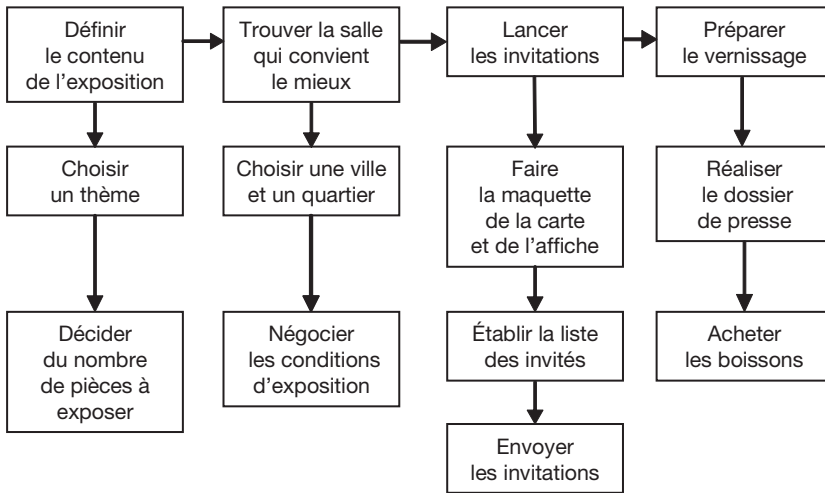 Définir
le contenu
de l'exposition
Trouver la salle
qui convient
le mieux
Lancer
les invitations
Préparer
le vernissage
Choisir
un thème
Choisir une ville
et un quartier
Faire
la maquette
de la carte
et de l'affiche
Réaliser
le dossier
de presse
Décider
du nombre
de pièces à
exposer
Négocier
les conditions
d'exposition
Établir la liste
des invités
Acheter
les boissons
Envoyer
les invitations